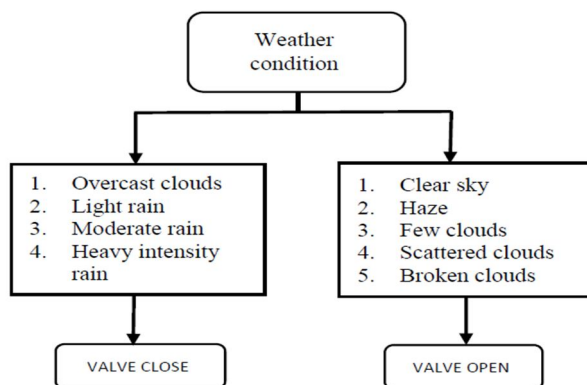 Weather
condition
1. Overcast clouds
2. Light rain
3. Moderate rain
4. Heavy intensity
rain
1. Clear sky
2. Haze
3. Few clouds
4. Scattered clouds
5. Broken clouds
VALVE CLOSE
VALVE OPEN